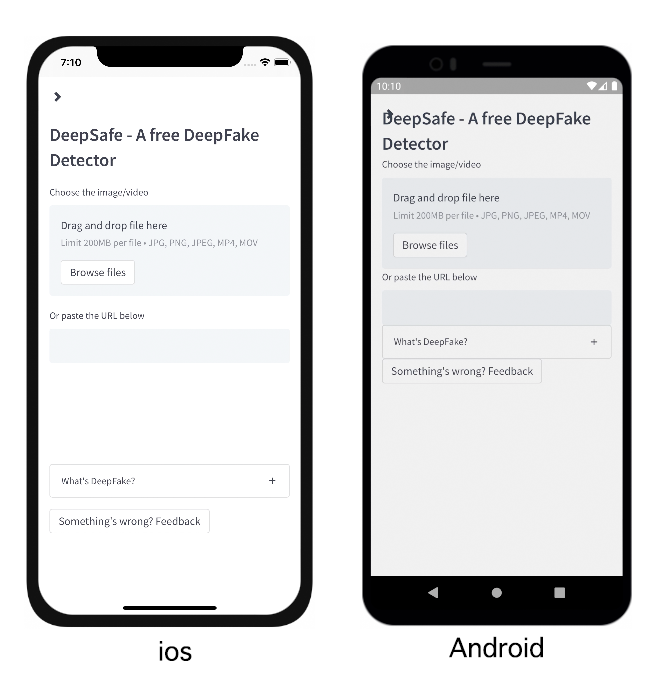 7:10
DeepSafe - A free DeepFake
Detector
Choose the image/video
Drag and drop file here
Limit 200MB per file • JPG, PNG, JPEG, MP4, MOV
Browse files
Or paste the URL below
What's DeepFake?
+
Something's wrong? Feedback
ios
10:10
DeepSafe - A free DeepFake
Detector
Choose the image/video
Drag and drop file here
Limit 200MB per file • JPG, PNG, JPEG, MP4, MOV
Browse files
Or paste the URL below
What's DeepFake?
+
Something's wrong? Feedback
Android